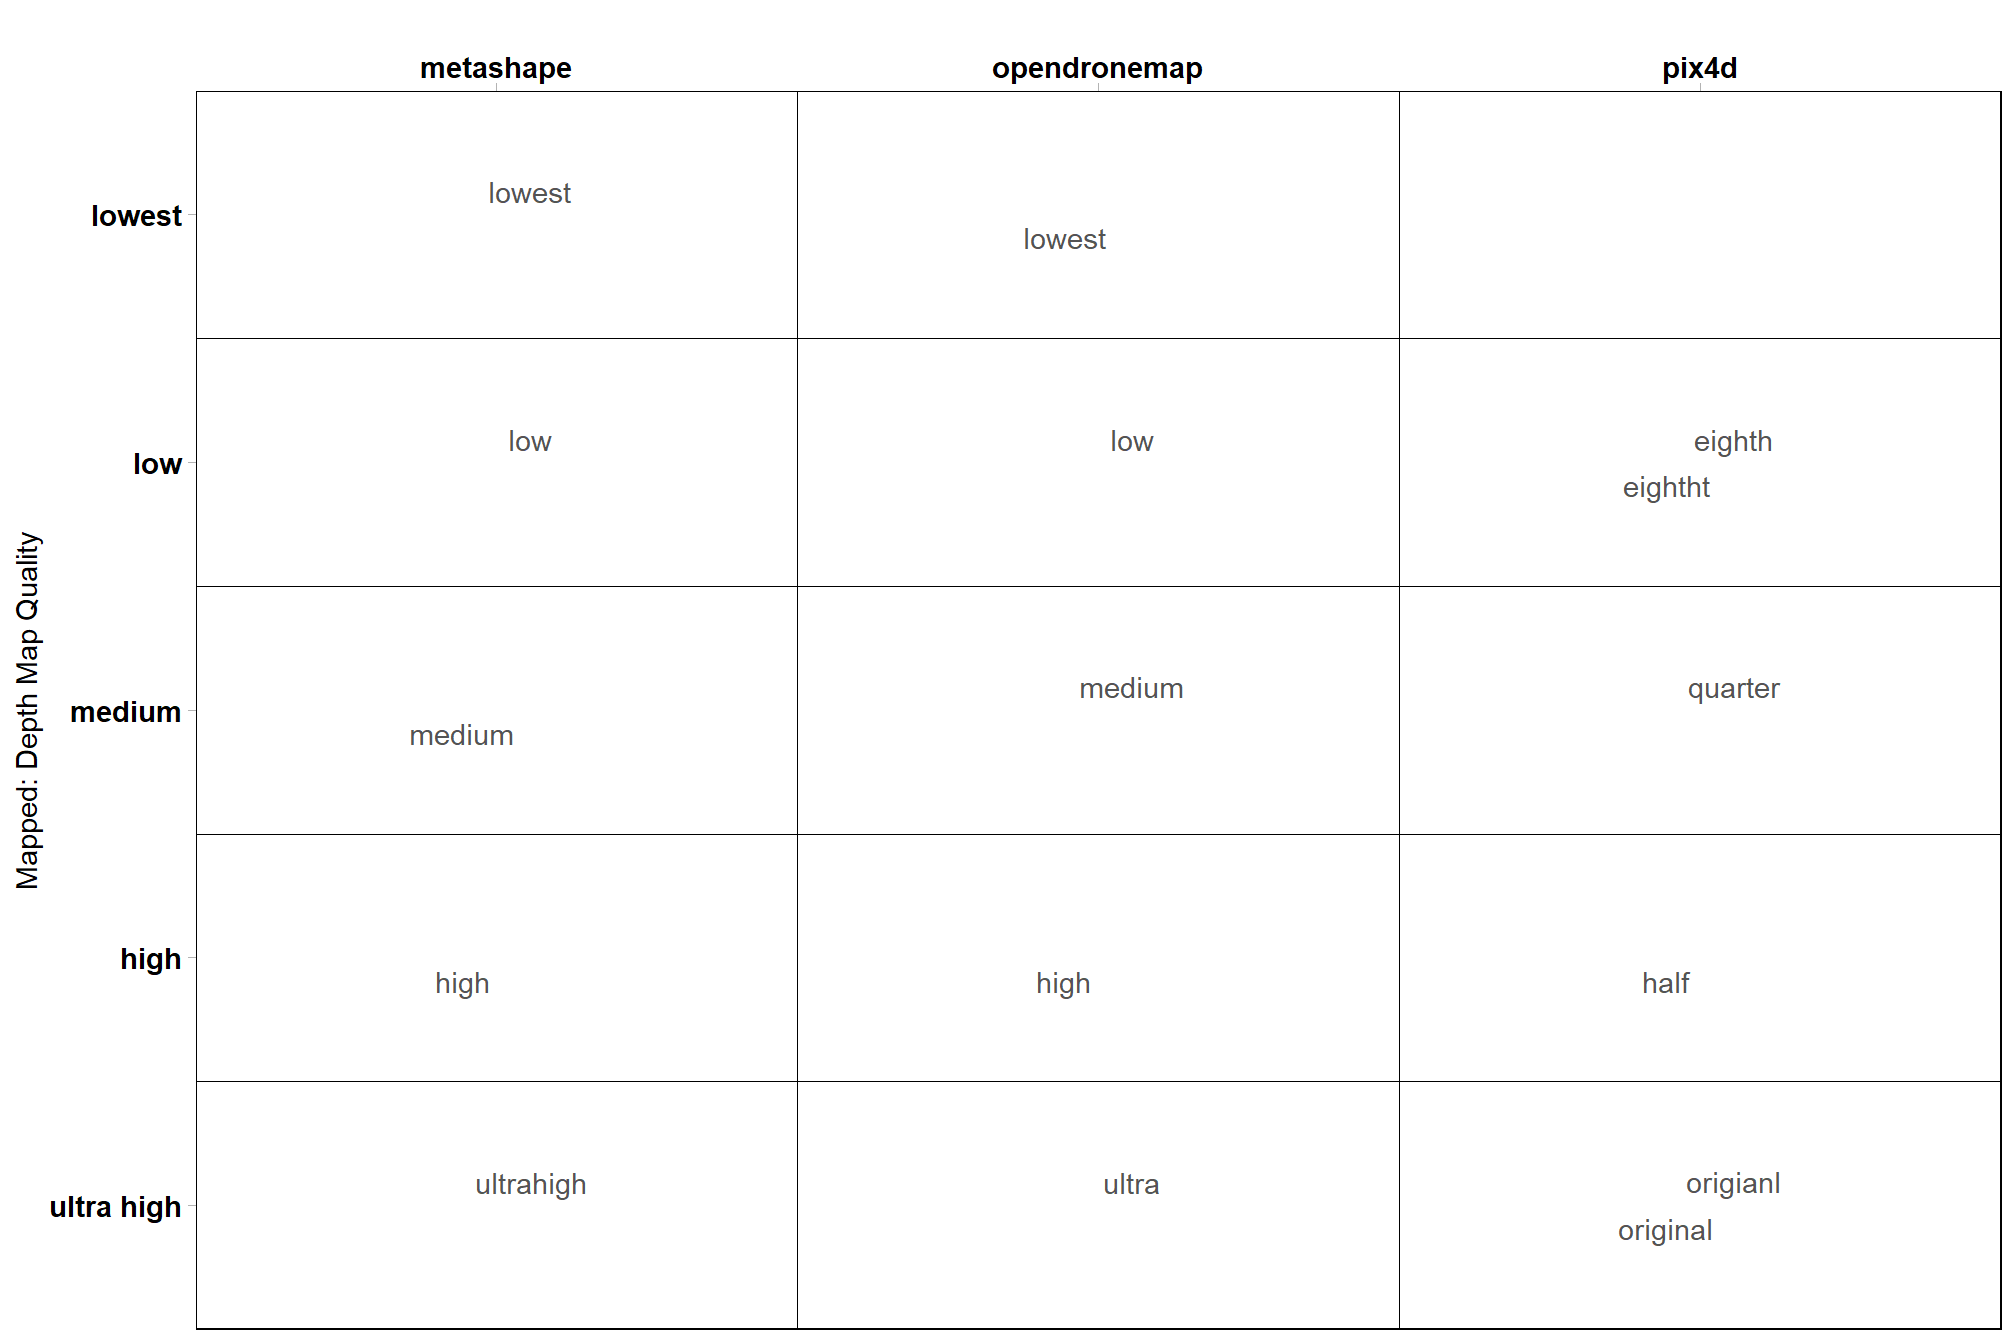 metashape opendronemap pix4d
lowest lowest
lowest
low low low eighth
eightht
Mapped: Depth Map Quality
medium medium quarter
medium
high high high half
ultra high ultrahigh ultra origianl
original